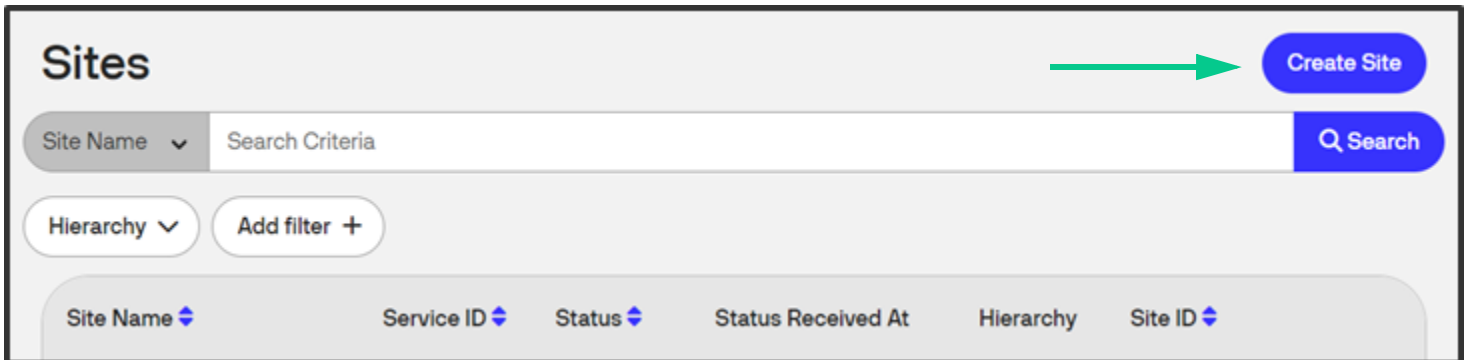 Sites
Create Site
Site Name Search Criteria Search
Hierarchy Add filter +
Site Name Service ID Status Status Received At Hierarchy Site ID